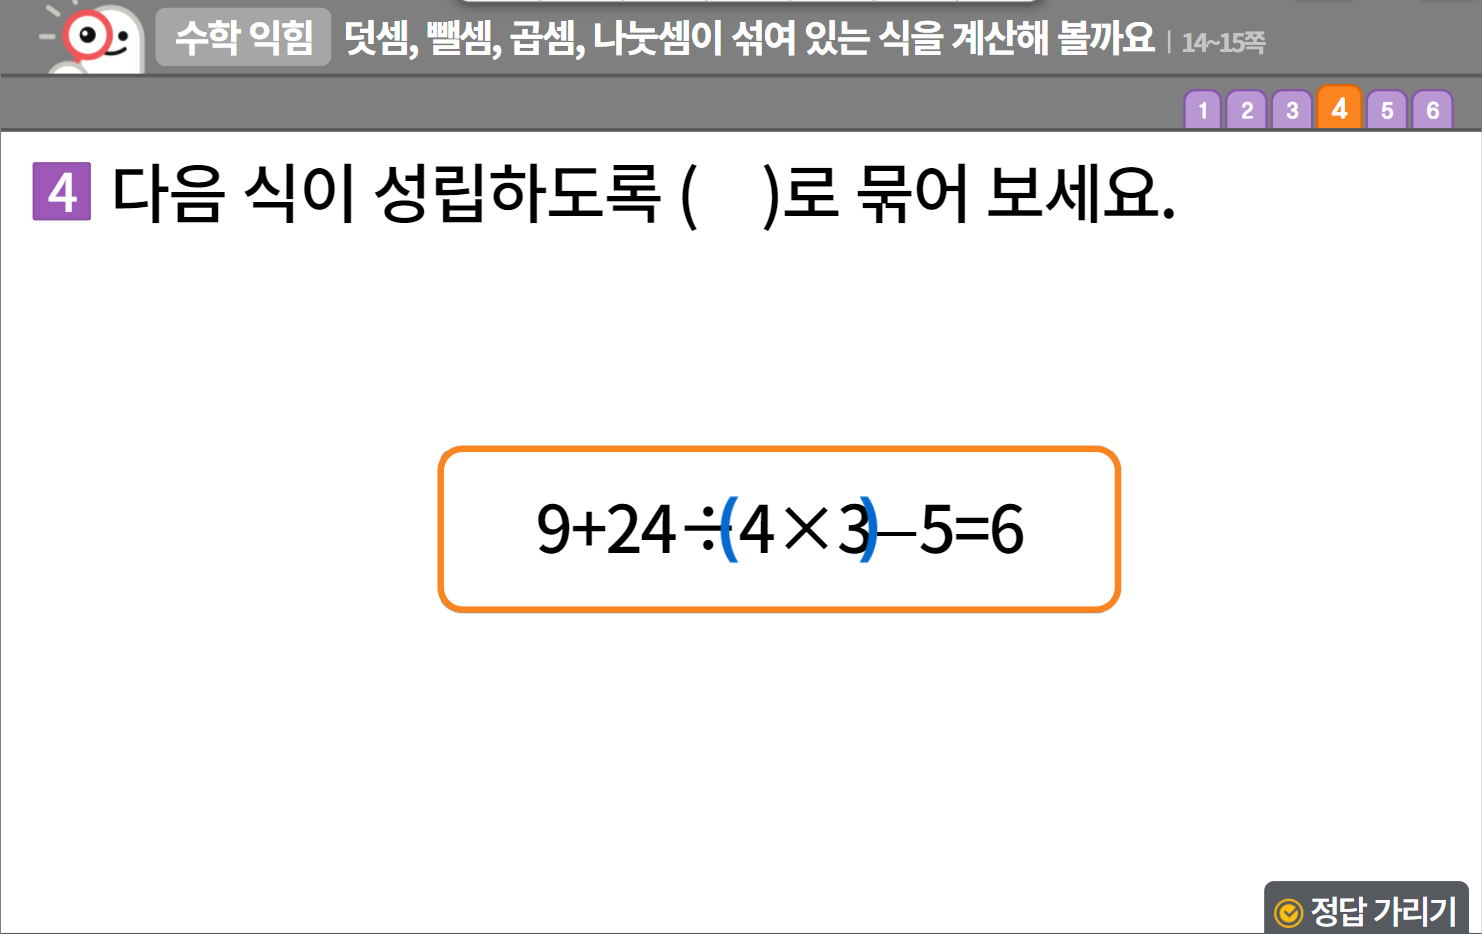 수학 익힘 덧셈, 뺄셈, 곱셈, 나눗셈이 섞여 있는 식을 계산해 볼까요 | 14~15쪽
1 2 3 4 5 6
4 다음 식이 성립하도록 ( )로 묶어 보세요.
9+24÷(4×3)−5=6
정답 가리기